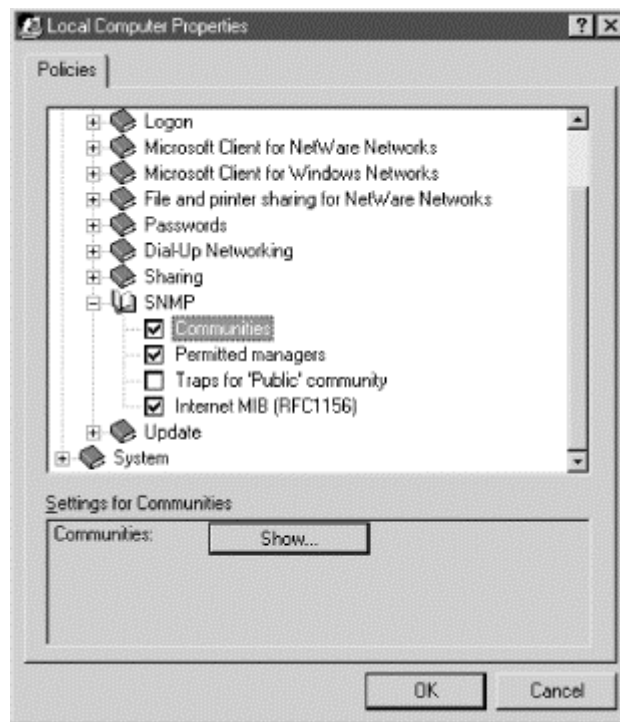 Local Computer Properties
Policies
Logon
Microsoft Client for NetWare Networks
Microsoft Client for Windows Networks
File and printer sharing for NetWare Networks
Passwords
Dial-Up Networking
Sharing
SNMP
Communities
Permitted managers
Traps for 'Public' community
Internet MIB (RFC1156)
Update
System
Settings for Communities
Communities:
Show...
OK
Cancel